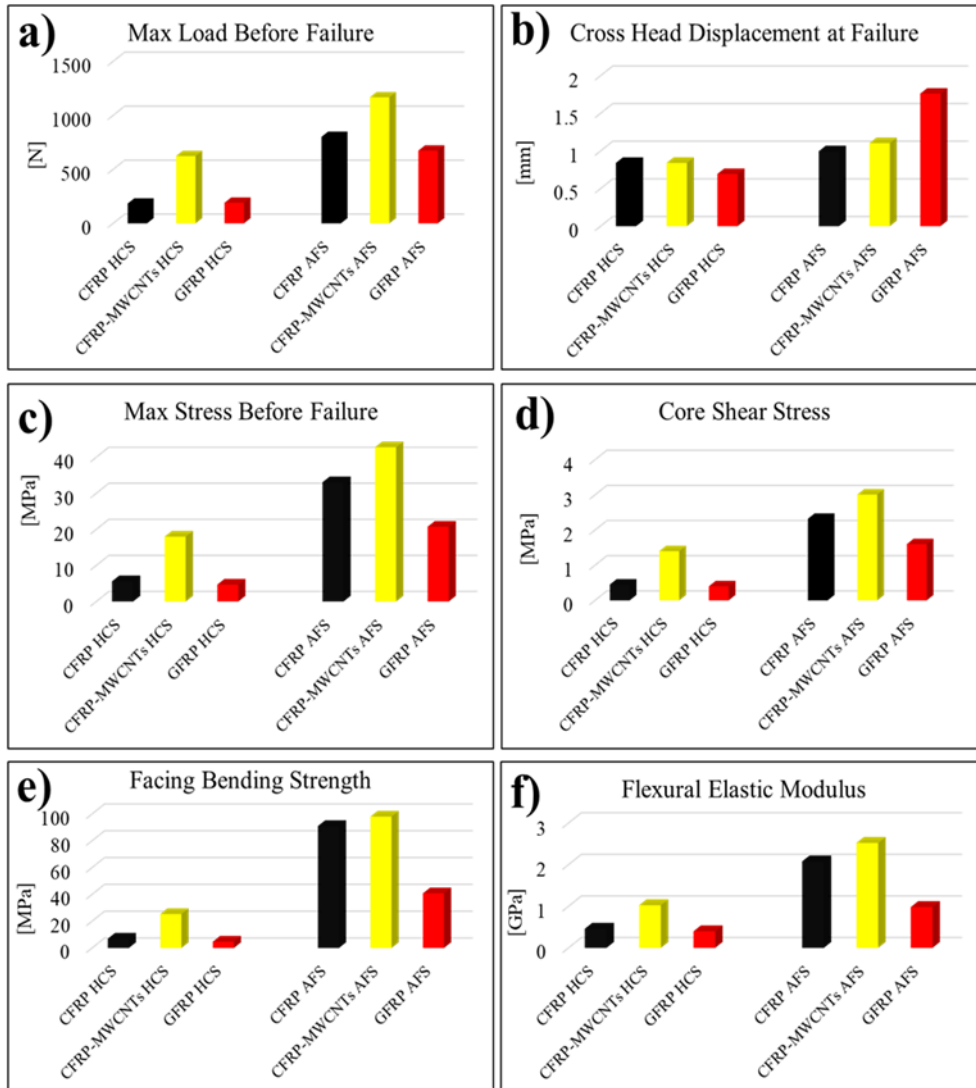 a)
Max Load Before Failure
1500
1000
500
0
[N]
CFRP HCS
CFRP-MWCNTs HCS
GFRP HCS
CFRP AFS
CFRP-MWCNTs AFS
GFRP AFS
b)
Cross Head Displacement at Failure
2
1.5
1
0.5
0
[mm]
CFRP HCS
CFRP-MWCNTs HCS
GFRP HCS
CFRP AFS
CFRP-MWCNTs AFS
GFRP AFS
c)
Max Stress Before Failure
40
30
20
10
0
[MPa]
CFRP HCS
CFRP-MWCNTs HCS
GFRP HCS
CFRP AFS
CFRP-MWCNTs AFS
GFRP AFS
d)
Core Shear Stress
4
3
2
1
0
[MPa]
CFRP HCS
CFRP-MWCNTs HCS
GFRP HCS
CFRP AFS
CFRP-MWCNTs AFS
GFRP AFS
e)
Facing Bending Strength
100
80
60
40
20
0
[MPa]
CFRP HCS
CFRP-MWCNTs HCS
GFRP HCS
CFRP AFS
CFRP-MWCNTs AFS
GFRP AFS
f)
Flexural Elastic Modulus
3
2
1
0
[GPa]
CFRP HCS
CFRP-MWCNTs HCS
GFRP HCS
CFRP AFS
CFRP-MWCNTs AFS
GFRP AFS